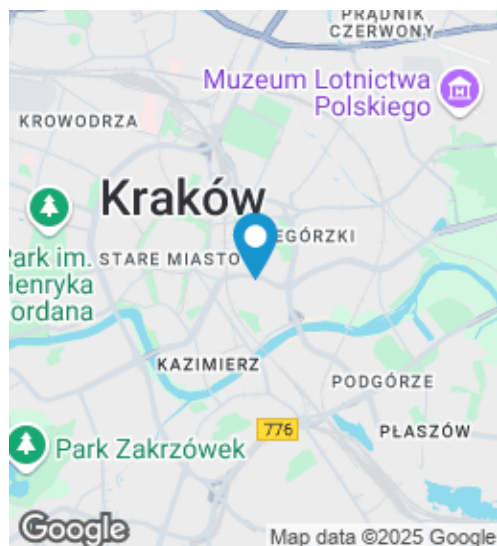 PRĄDNIK
CZERWONY
Muzeum Lotnictwa
Polskiego
KROWODRZA
Kraków
EGÓRZKI
Park im.
Henryka
ordana
STARE MIASTO
KAZIMIERZ
PODGÓRZE
776
PŁASZÓW
Park Zakrzówek
Google
Map data ©2025 Google